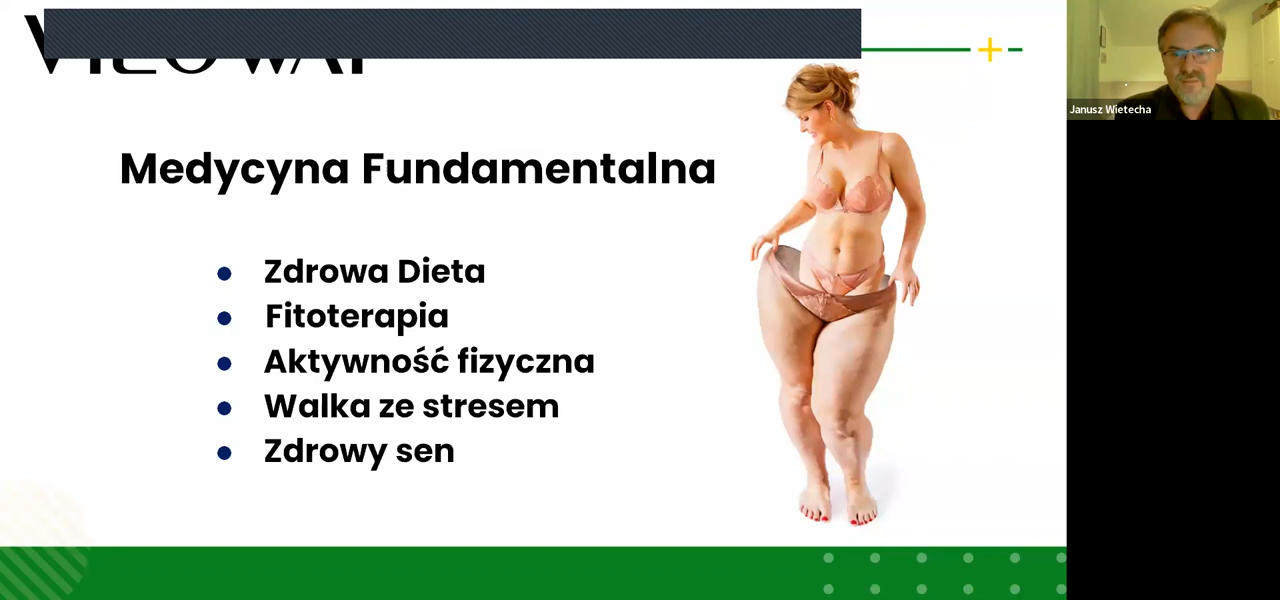 Medycyna Fundamentalna
Zdrowa Dieta
Fitoterapia
Aktywność fizyczna
Walka ze stresem
Zdrowy sen
Janusz Wietecha